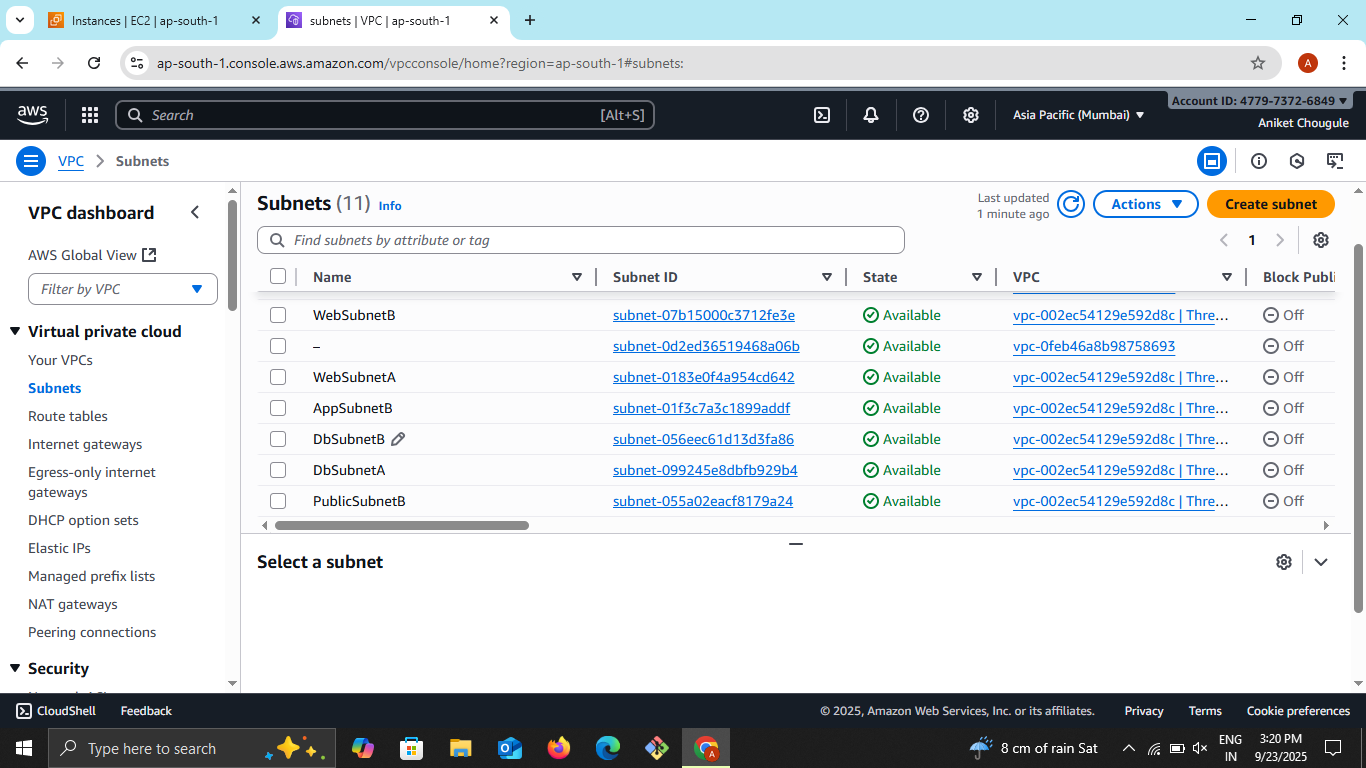 Instances | EC2 | ap-south-1
subnets | VPC | ap-south-1
ap-south-1.console.aws.amazon.com/vpcconsole/home?region=ap-south-1#subnets:
A
aws
Search
[Alt+S]
Asia Pacific (Mumbai)
Account ID: 4779-7372-6849
Aniket Chougule
VPC
Subnets
VPC dashboard
AWS Global View
Filter by VPC
Virtual private cloud
Your VPCs
Subnets
Route tables
Internet gateways
Egress-only internet
gateways
DHCP option sets
Elastic IPs
Managed prefix lists
NAT gateways
Peering connections
Security
Subnets (11) Info
Last updated
1 minute ago
Actions
Create subnet
Find subnets by attribute or tag
1
Name Subnet ID State VPC Block Publi
WebSubnetB subnet-07b15000c3712fe3e Available vpc-002ec54129e592d8c | Thre... Off
– subnet-0d2ed36519468a06b Available vpc-0feb46a8b98758693 Off
WebSubnetA subnet-0183e0f4a954cd642 Available vpc-002ec54129e592d8c | Thre... Off
AppSubnetB subnet-01f3c7a3c1899addf Available vpc-002ec54129e592d8c | Thre... Off
DbSubnetB subnet-056eec61d13d3fa86 Available vpc-002ec54129e592d8c | Thre... Off
DbSubnetA subnet-099245e8dbfb929b4 Available vpc-002ec54129e592d8c | Thre... Off
PublicSubnetB subnet-055a02eacf8179a24 Available vpc-002ec54129e592d8c | Thre... Off
Select a subnet
CloudShell Feedback © 2025, Amazon Web Services, Inc. or its affiliates. Privacy Terms Cookie preferences
Type here to search
8 cm of rain Sat
ENG
IN
3:20 PM
9/23/2025